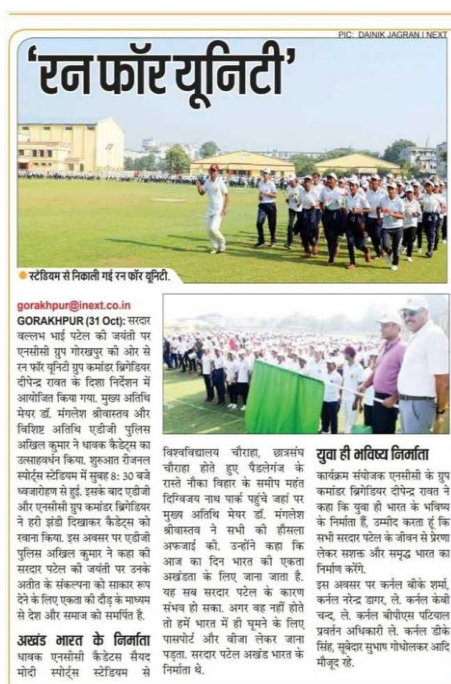 PIC: DAINIK JAGRAN I NEXT
'रन फॉर यूनिटी'
स्टेडियम से निकाली गई रन फॉर यूनिटी.
gorakhpur@inext.co.in
GORAKHPUR (31 Oct): सरदार
वल्लभ भाई पटेल की जयंती पर
एनसीसी ग्रुप गोरखपुर की ओर से
रन फॉर यूनिटी ग्रुप कमांडर ब्रिगेडियर
दीपेन्द्र रावत के दिशा निर्देशन में
आयोजित किया गया. मुख्य अतिथि
मेयर डॉ. मंगलेश श्रीवास्तव और
विशिष्ट अतिथि एडीजी पुलिस
अखिल कुमार ने धावक कैडेट्स का
उत्साहवर्धन किया. शुरुआत रीजनल
स्पोर्ट्स स्टेडियम में सुबह 8: 30 बजे
ध्वजारोहण से हुई. इसके बाद एडीजी
और एनसीसी ग्रुप कमांडर ब्रिगेडियर
ने हरी झंडी दिखाकर कैडेट्स को
रवाना किया. इस अवसर पर एडीजी
पुलिस अखिल कुमार ने कहा की
सरदार पटेल की जयंती पर उनके
अतीत के संकल्पना को साकार रूप
देने के लिए एकता की दौड़ के माध्यम
से देश और समाज को समर्पित है.
अखंड भारत के निर्माता
धावक एनसीसी कैडेटस सैयद
मोदी स्पोर्ट्स स्टेडियम से
विश्वविद्यालय चौराहा, छात्रसंघ
चौराहा होते हुए पैडलेगंज के
रास्ते नौका विहार के समीप महंत
दिग्विजय नाथ पार्क पहुंचे जहां पर
मुख्य अतिथि मेयर डॉ. मंगलेश
श्रीवास्तव ने सभी की हौसला
अफजाई की. उन्होंने कहा कि
आज का दिन भारत की एकता
अखंडता के लिए जाना जाता है.
यह सब सरदार पटेल के कारण
संभव हो सका. अगर वह नहीं होते
तो हमें भारत में ही घूमने के लिए
पासपोर्ट और वीजा लेकर जाना
पड़ता. सरदार पटेल अखंड भारत के
निर्माता थे.
युवा ही भविष्य निर्माता
कार्यक्रम संयोजक एनसीसी के ग्रुप
कमांडर ब्रिगेडियर दीपेन्द्र रावत ने
कहा कि युवा ही भारत के भविष्य
के निर्माता हैं, उम्मीद करता हूं कि
सभी सरदार पटेल के जीवन से प्रेरणा
लेकर सशक्त और समृद्ध भारत का
निर्माण करेंगे.
इस अवसर पर कर्नल बीके शर्मा,
कर्नल नरेन्द्र डागर, ले. कर्नल केबी
चन्द, ले. कर्नल बीपीएस पटियाल
प्रवर्तन अधिकारी ले. कर्नल डीके
सिंह, सूबेदार सुभाष गोधोलकर आदि
मौजूद रहे.